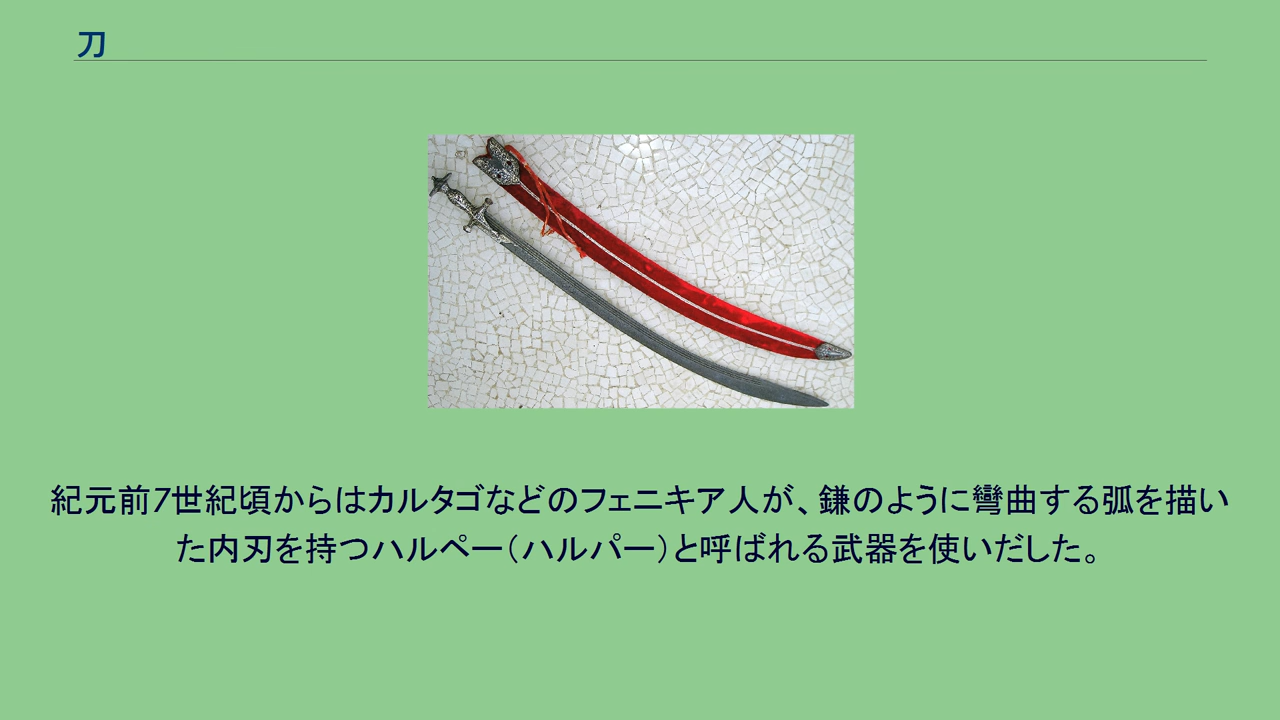 刀
紀元前7世紀頃からはカルタゴなどのフェニキア人が、鎌のように彎曲する弧を描い
た内刃を持つハルペー（ハルパー）と呼ばれる武器を使いだした。